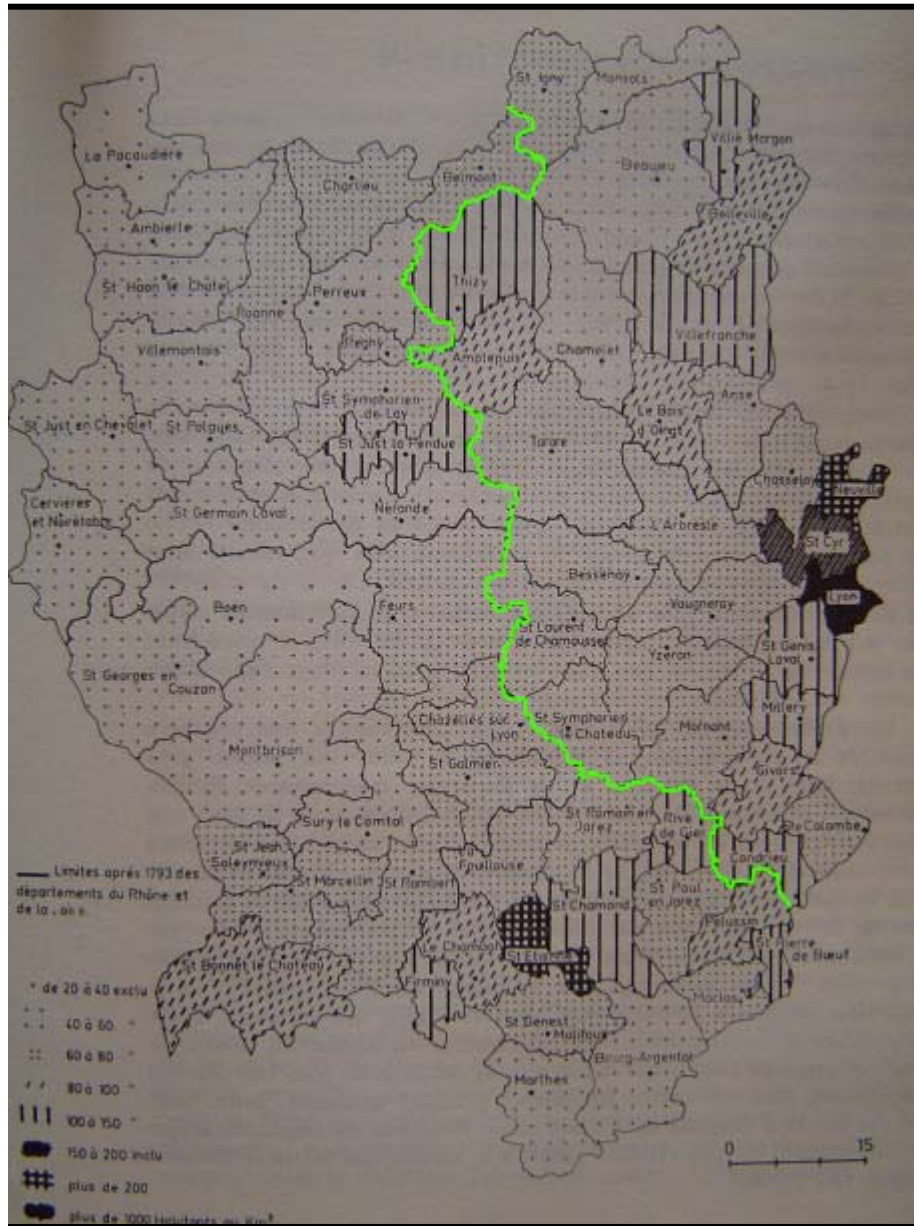 St Igny
Monsols
La Pacaudière
Villié Morgon
Charlieu
Belmont
Beaujeu
Belleville
Ambierle
St Haon le Châtel
Perreux
Thizy
Roanne
Villefranche
Villemontais
Regny
Amplepuis
Chamelet
Anse
St Symphorien
de Lay
Le Bois
d'Oingt
St Just en Chevalet
St Polgues
St Just la Pendue
Tarare
Chasselay
Neuville
Cervières
et Noirétable
St Germain Laval
Néronde
L'Arbresle
St Cyr
Bessenay
Lyon
Boen
Feurs
Vaugneray
St Laurent
de Chamousset
Yzeron
St Genis
Laval
St Georges en
Couzan
Chazelles sur
Lyon
St Symphorien
le Chateau
Mornant
Millery
Montbrison
St Galmier
Givors
Sury le Comtal
St Romain en
Jarez
Rive
de Gier
Ste Colombe
St Jean
Soleymieux
La
Fouillouse
Condrieu
Limites après 1793 des
départements du Rhône et
de la
St Marcellin
St Rambert
St Chamond
St Paul
en Jarez
Pelussin
St Bonnet le Chateau
Le Chambon
St Etienne
St Pierre
de Bœuf
Firminy
Maclas
de 20 à 40 exclu
40 à 60 "
St Genest
Malifaux
60 à 80 "
Bourg-Argental
80 à 100 "
Marlhes
100 à 150 "
150 à 200 inclu
0 15
plus de 200
plus de 1000 Habitants au Km²